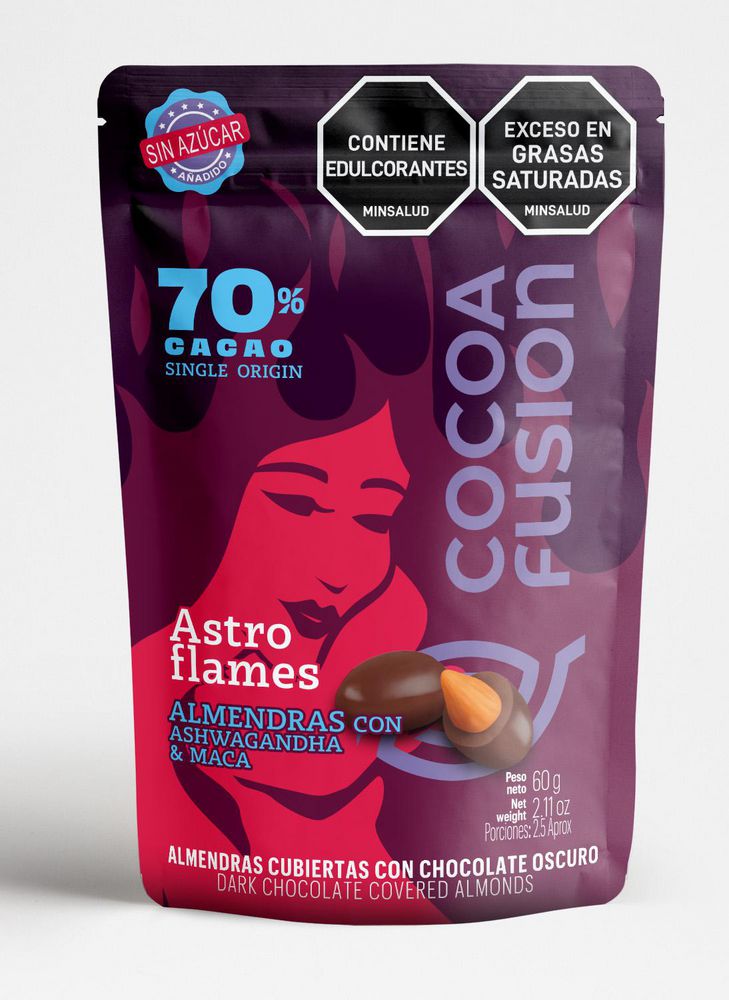 SIN AZÚCAR
AÑADIDO
CONTIENE
EDULCORANTES
MINSALUD
EXCESO EN
GRASAS
SATURADAS
MINSALUD
70%
CACAO
SINGLE ORIGIN
COCOA
FUSION
Astro
flames
ALMENDRAS CON
ASHWAGANDHA
& MACA
Peso
neto 60 g
Net
weight 2.11 oz
Porciones: 2.5 Aprox
ALMENDRAS CUBIERTAS CON CHOCOLATE OSCURO
DARK CHOCOLATE COVERED ALMONDS